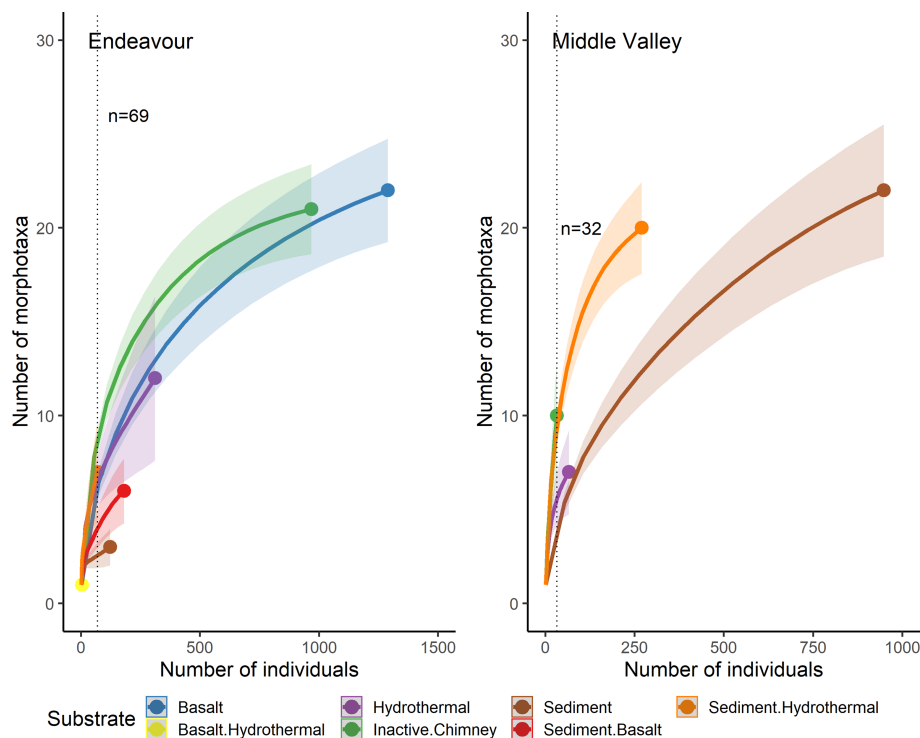 Endeavour
Middle Valley
30
20
10
0
n=69
30
20
10
0
n=32
Number of morphotaxa
Number of morphotaxa
0
500
1000
1500
0
250
500
750
1000
Number of individuals
Number of individuals
Substrate
Basalt
Hydrothermal
Sediment
Sediment.Hydrothermal
Basalt.Hydrothermal
Inactive.Chimney
Sediment.Basalt